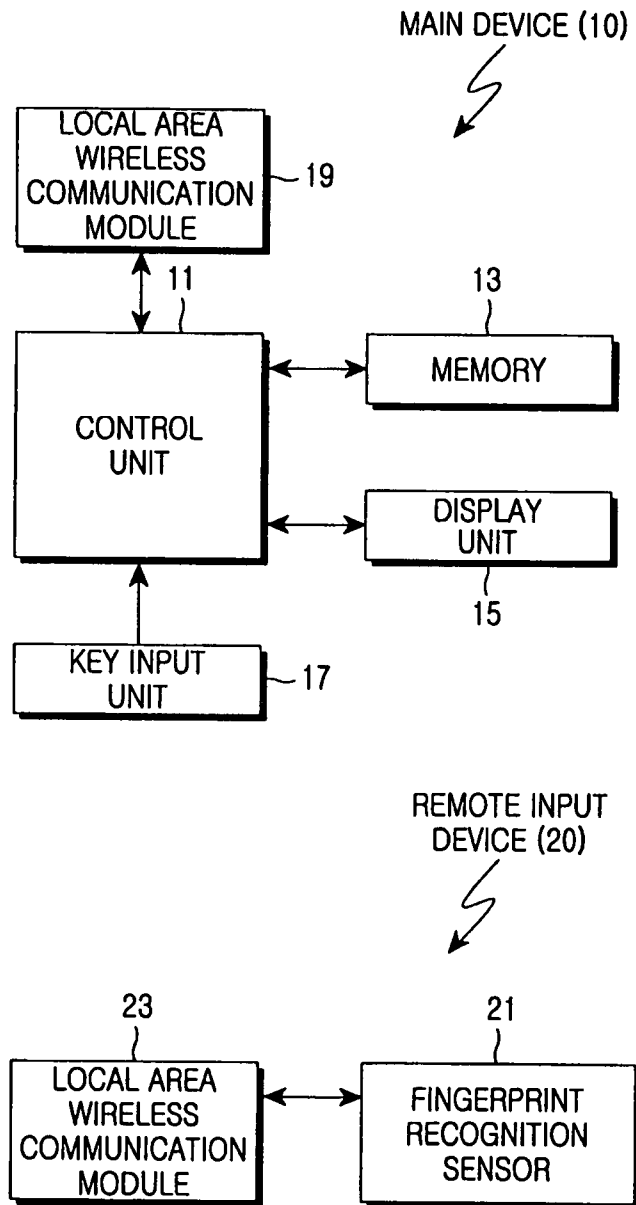 MAIN DEVICE (10)
LOCAL AREA
WIRELESS
COMMUNICATION
MODULE
19
11
13
CONTROL
UNIT
MEMORY
DISPLAY
UNIT
15
KEY INPUT
UNIT
17
REMOTE INPUT
DEVICE (20)
23
21
LOCAL AREA
WIRELESS
COMMUNICATION
MODULE
FINGERPRINT
RECOGNITION
SENSOR